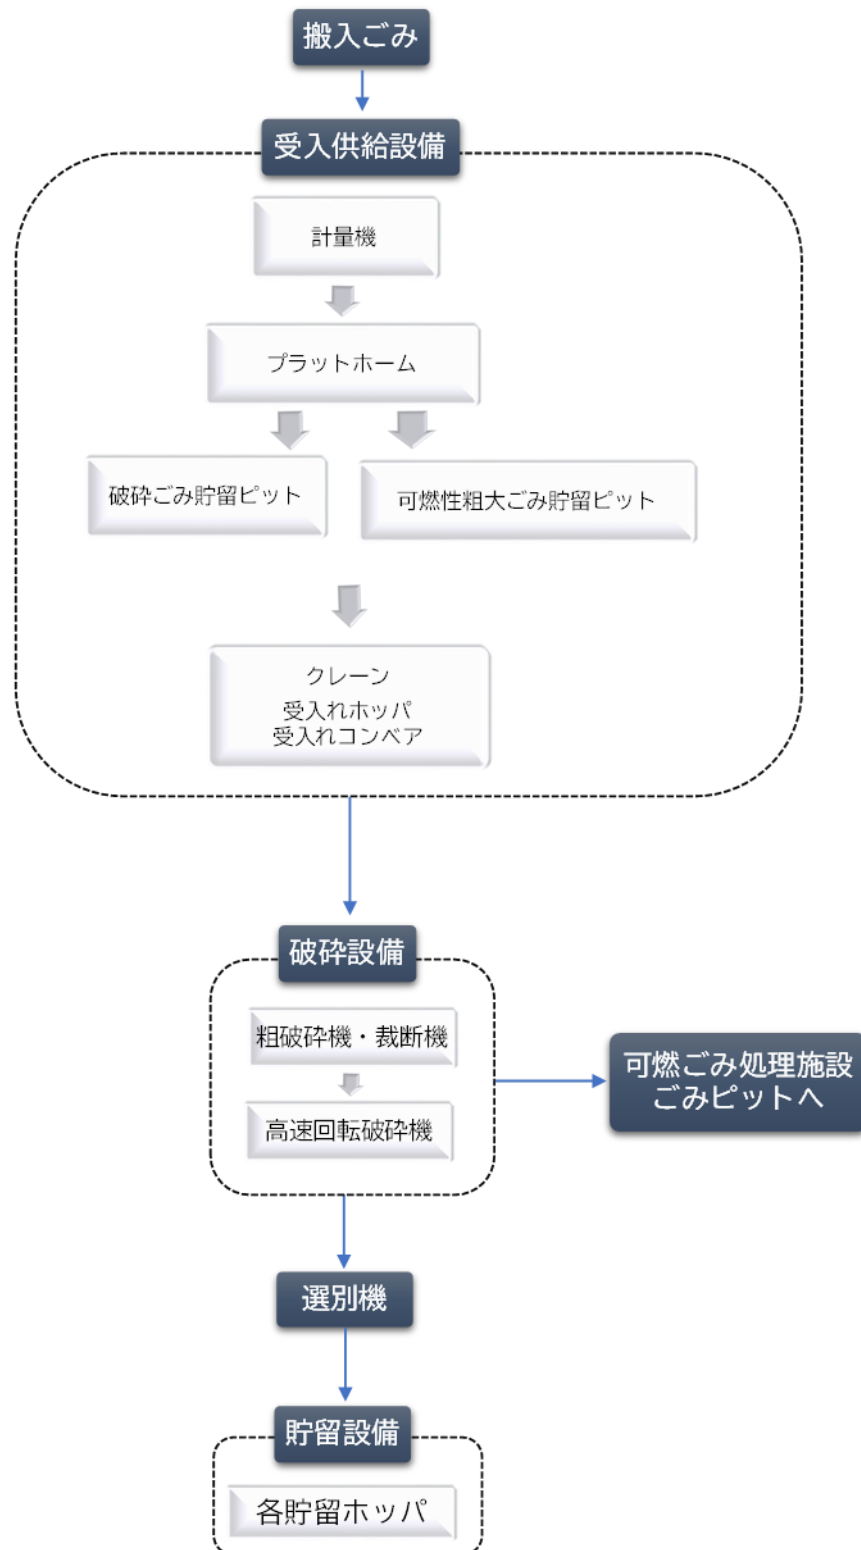 搬入ごみ
受入供給設備
計量機
プラットホーム
破砕ごみ貯留ピット
可燃性粗大ごみ貯留ピット
クレーン
受入れホッパ
受入れコンベア
破砕設備
粗破砕機・裁断機
高速回転破砕機
可燃ごみ処理施設
ごみピットへ
選別機
貯留設備
各貯留ホッパ